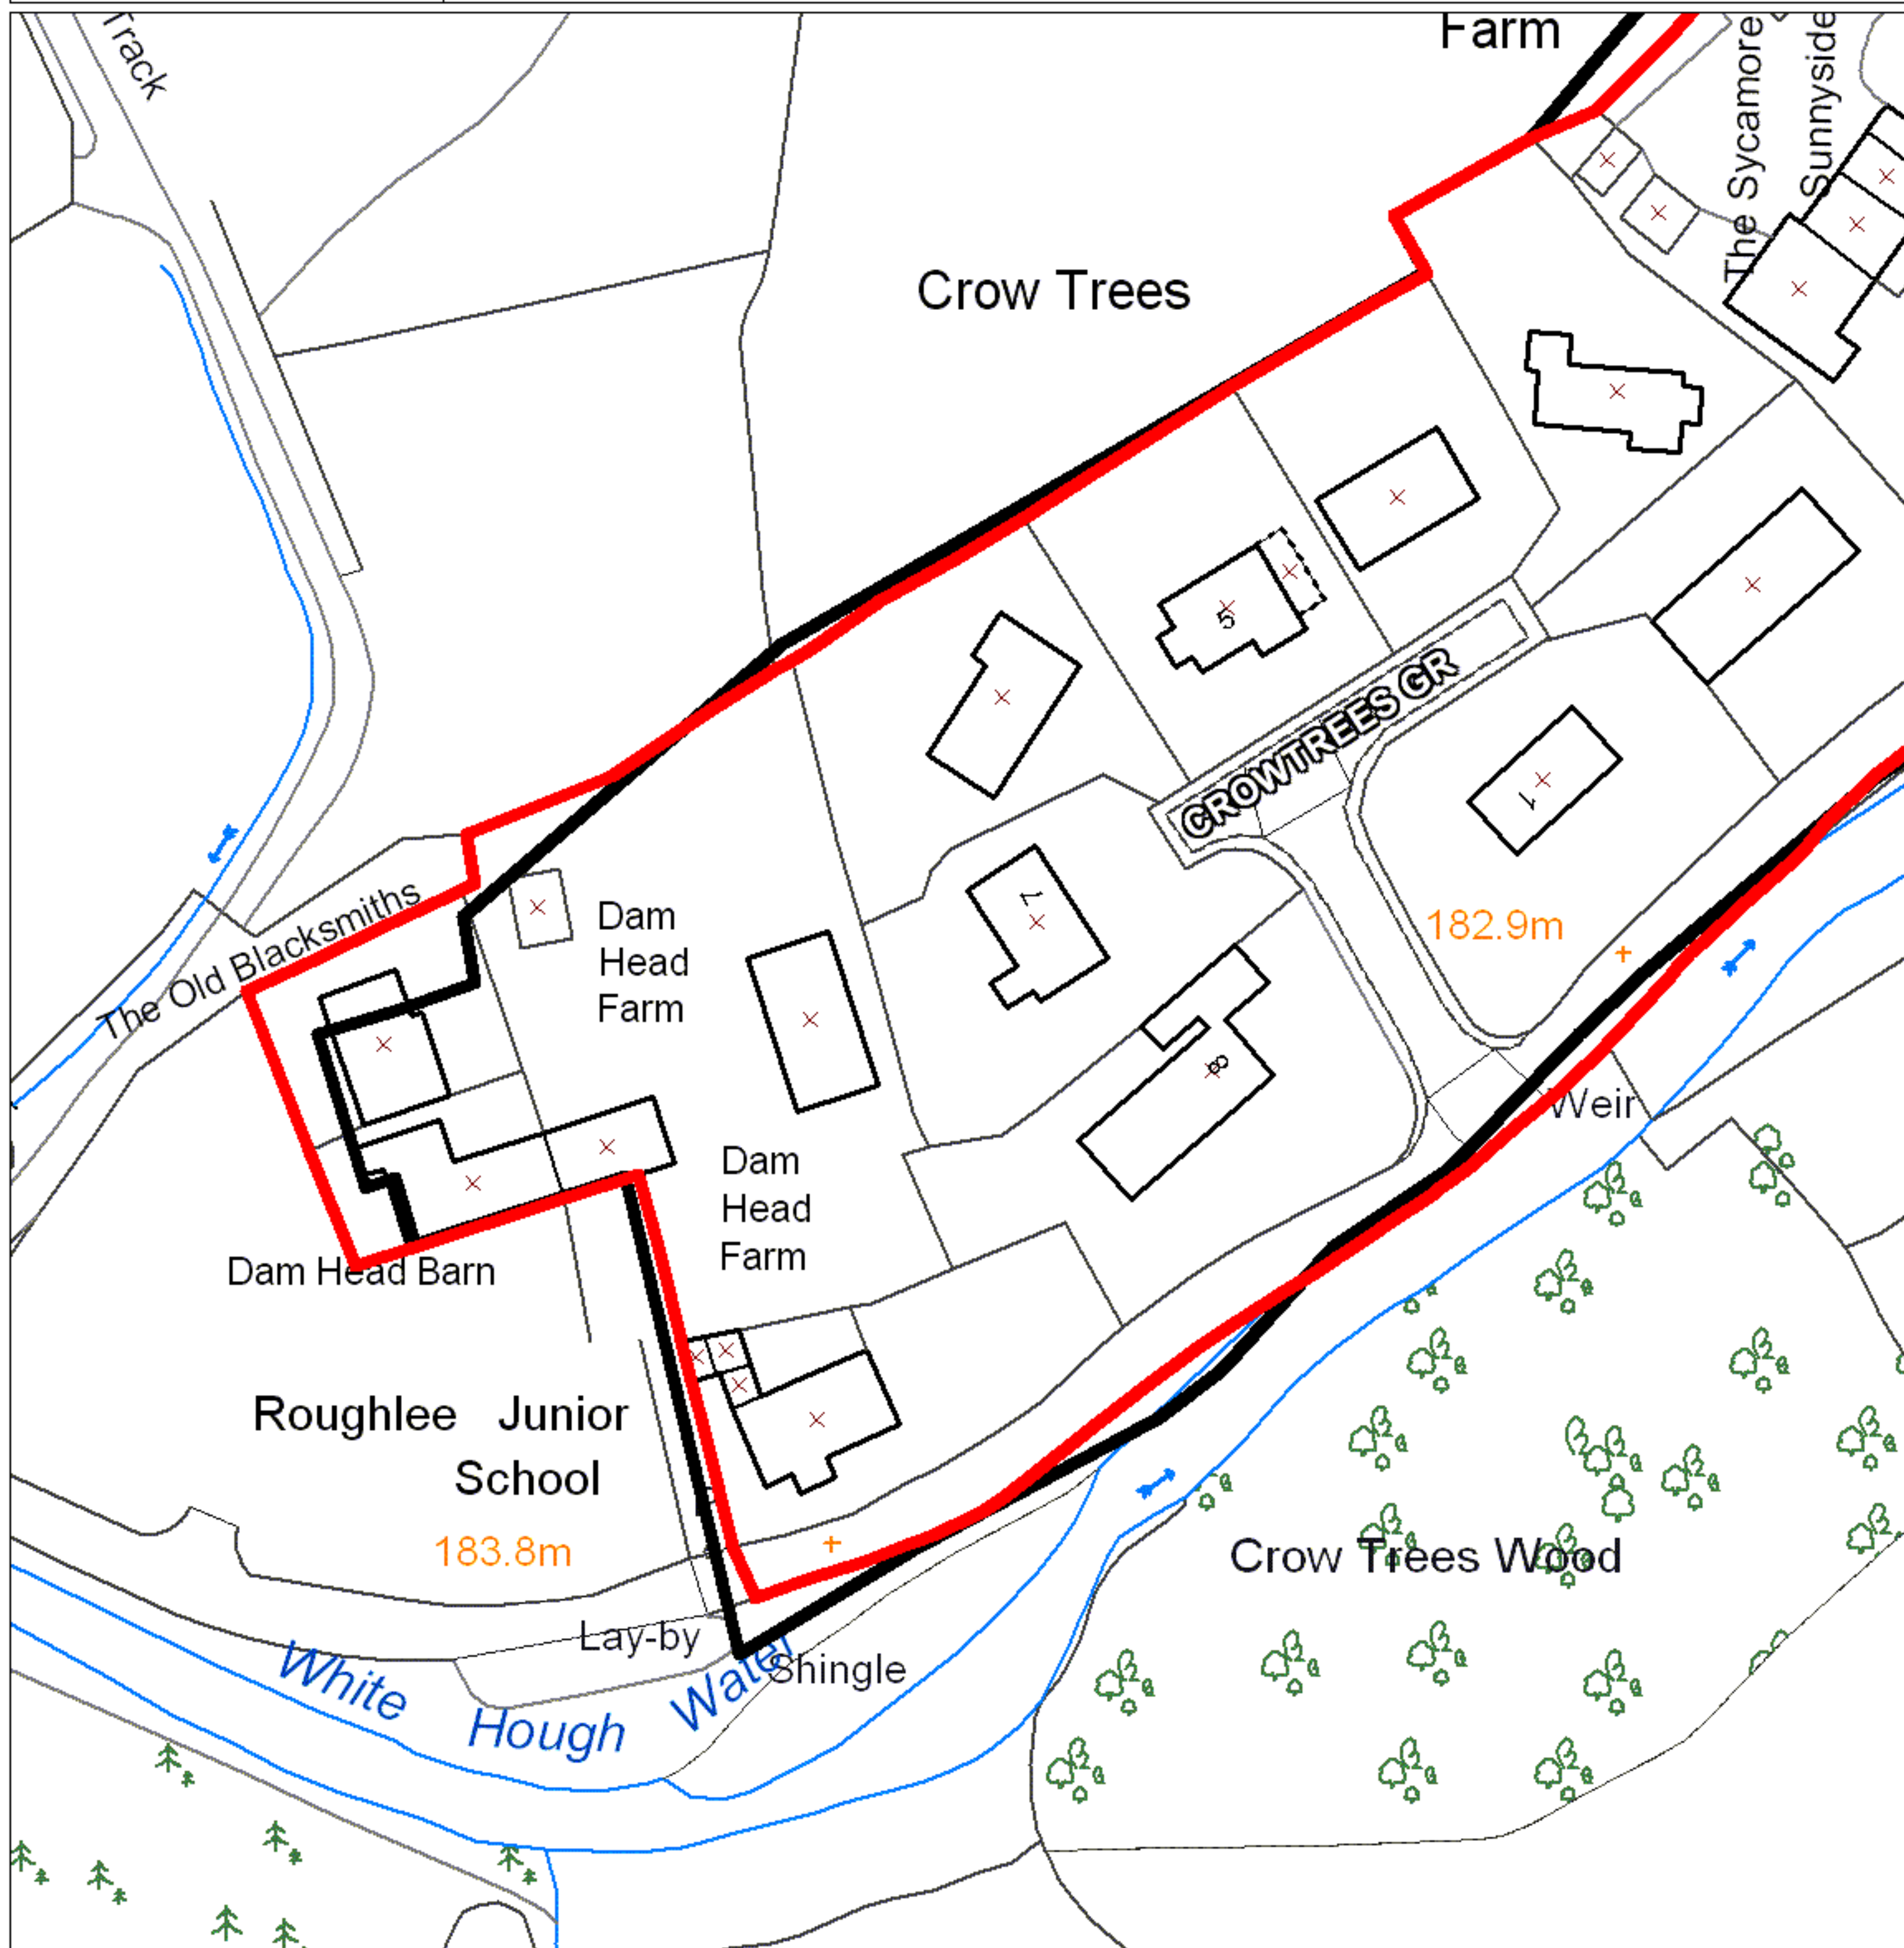 Track
Farm
The Sycamore
Sunnyside
Crow Trees
5
CROWTREES GR
1
7
The Old Blacksmiths
Dam
Head
Farm
182.9m
8
Weir
Dam
Head
Farm
Dam Head Barn
Roughlee Junior
School
183.8m
Crow Trees Wood
Lay-by
Shingle
White Hough Water